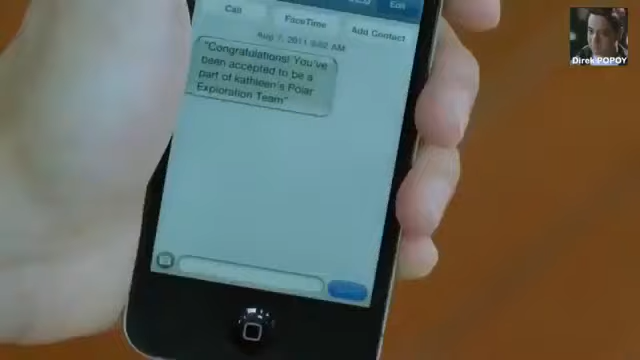 Edit
Call
FaceTime
Add Contact
Aug 7, 2011 9:02 AM
"Congratulations! You've
been accepted to be a
part of kathleen's Polar
Exploration Team"
Direk POPOY